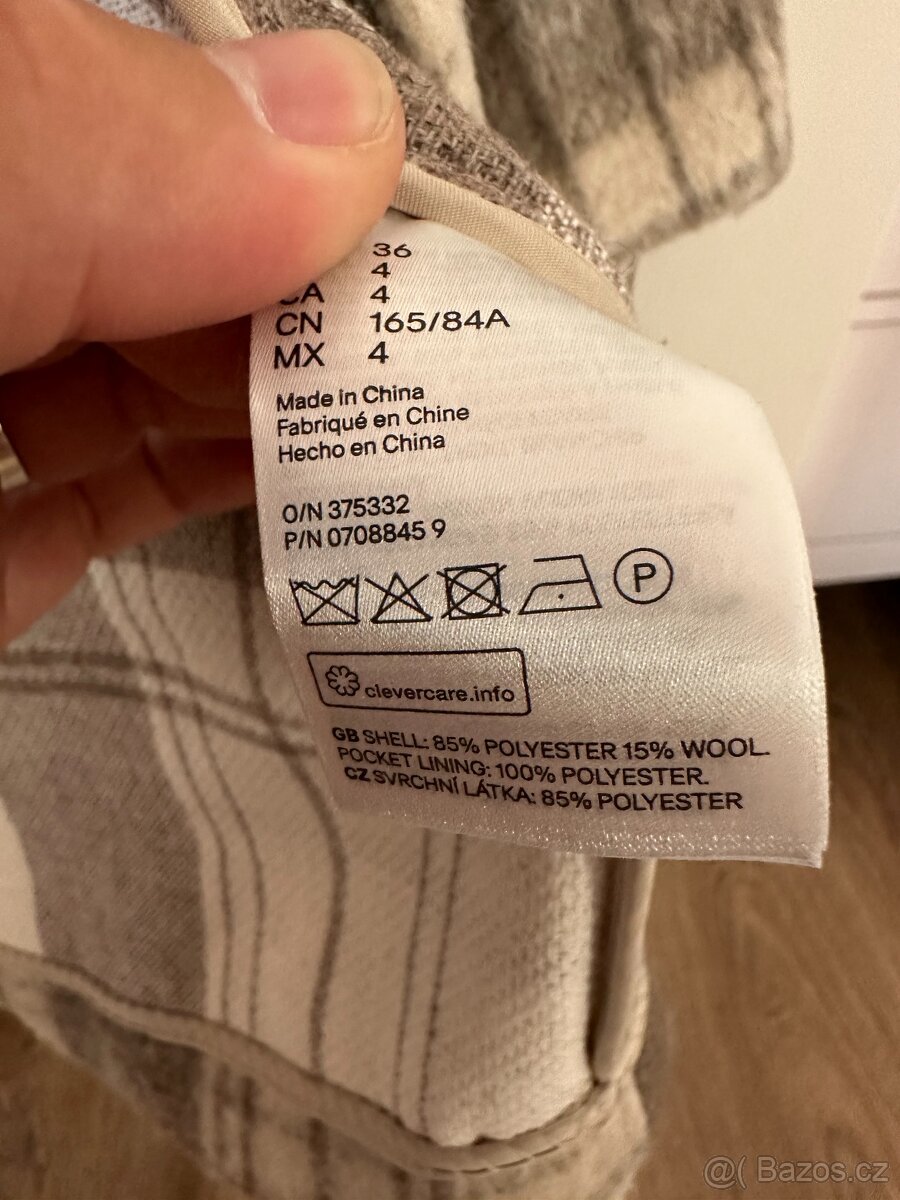 36
4
CA 4
CN 165/84A
MX 4
Made in China
Fabriqué en Chine
Hecho en China
O/N 375332
P/N 0708845 9
P
clevercare.info
GB SHELL: 85% POLYESTER 15% WOOL.
POCKET LINING: 100% POLYESTER.
CZ SVRCHNÍ LÁTKA: 85% POLYESTER
@( Bazos.cz